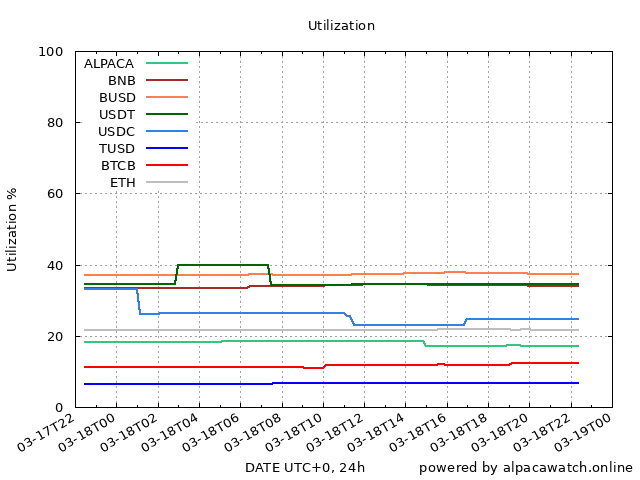 Utilization
100
80
60
40
20
0
Utilization %
ALPACA
BNB
BUSD
USDT
USDC
TUSD
BTCB
ETH
03-17T22
03-18T00
03-18T02
03-18T04
03-18T06
03-18T08
03-18T10
03-18T12
03-18T14
03-18T16
03-18T18
03-18T20
03-18T22
03-19T00
DATE UTC+0, 24h
powered by alpacawatch.online